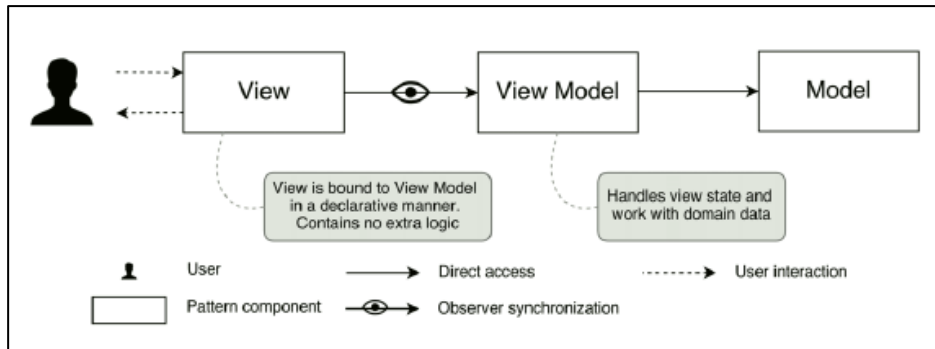 View
View Model
Model
View is bound to View Model
in a declarative manner.
Contains no extra logic
Handles view state and
work with domain data
User
Direct access
User interaction
Pattern component
Observer synchronization